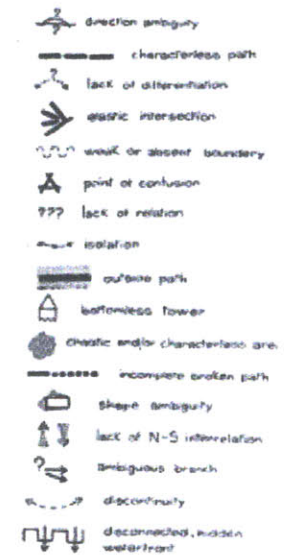 direction ambiguity
characterless path
lack of differentiation
elastic intersection
weak or absent boundary
point of confusion
??? lack of relation
isolation
outside path
bottomless tower
chaotic and/or characterless area
incomplete broken path
shape ambiguity
lack of N-S interrelation
? ambiguous branch
discontinuity
disconnected, hidden
waterfront